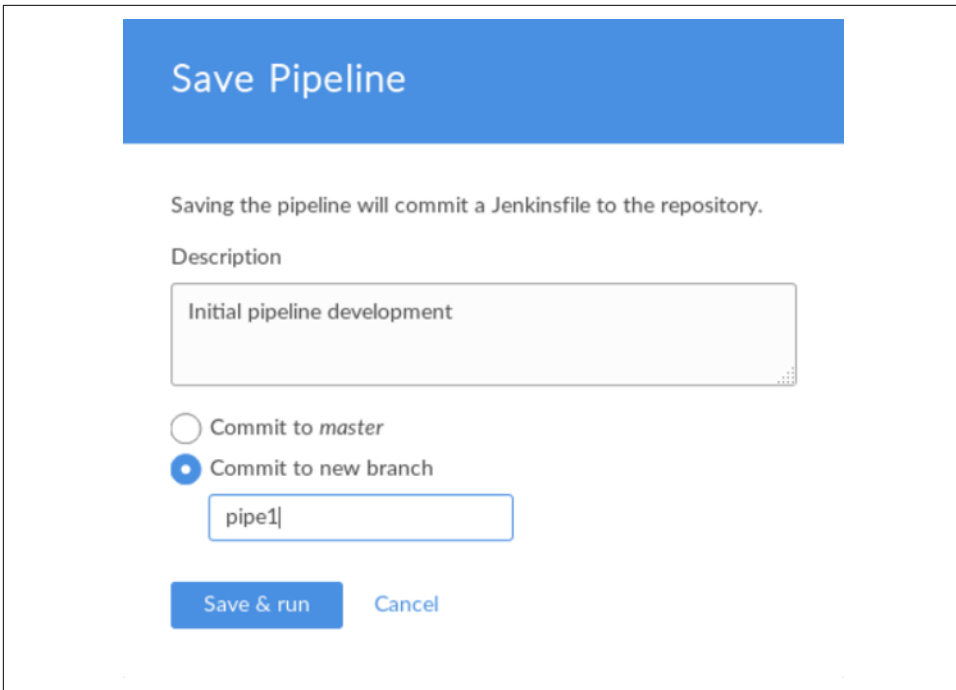 Save Pipeline
Saving the pipeline will commit a Jenkinsfile to the repository.
Description
Initial pipeline development
Commit to master
Commit to new branch
pipe1
Save & run Cancel